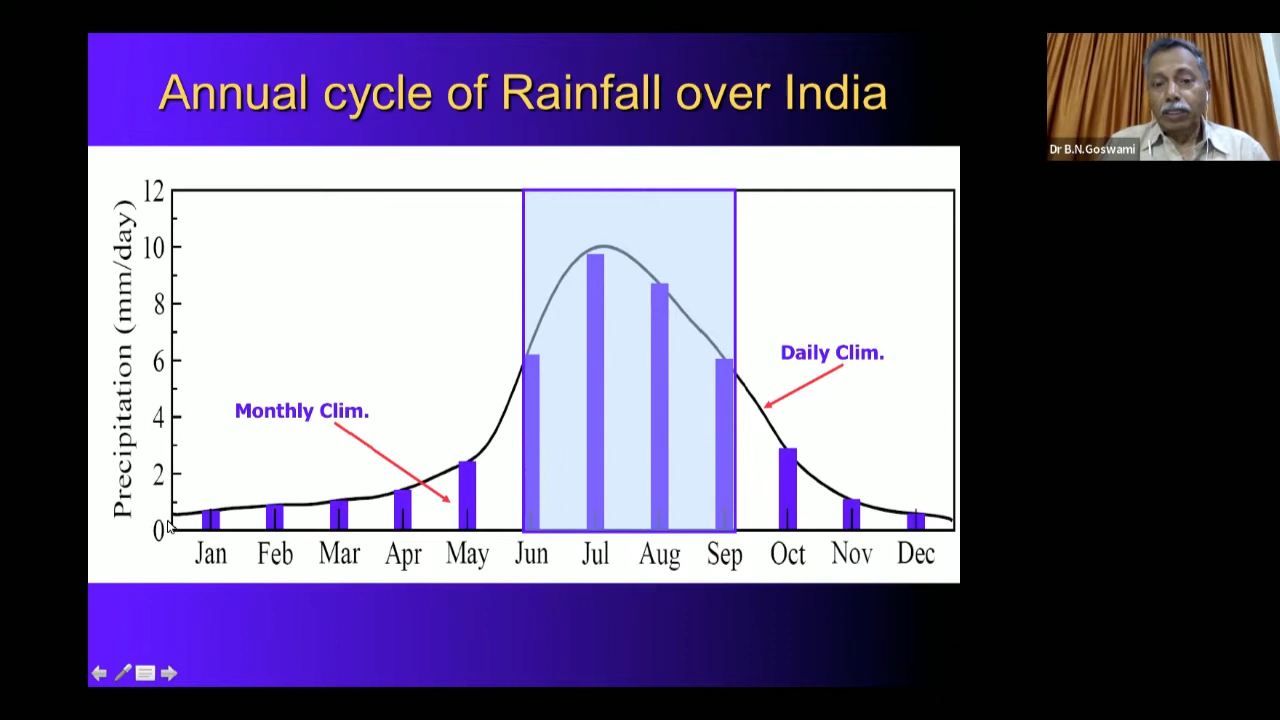 Annual cycle of Rainfall over India
Dr B.N.Goswami
Precipitation (mm/day)
12
10
8
6
4
2
0
Monthly Clim.
Daily Clim.
Jan Feb Mar Apr May Jun Jul Aug Sep Oct Nov Dec